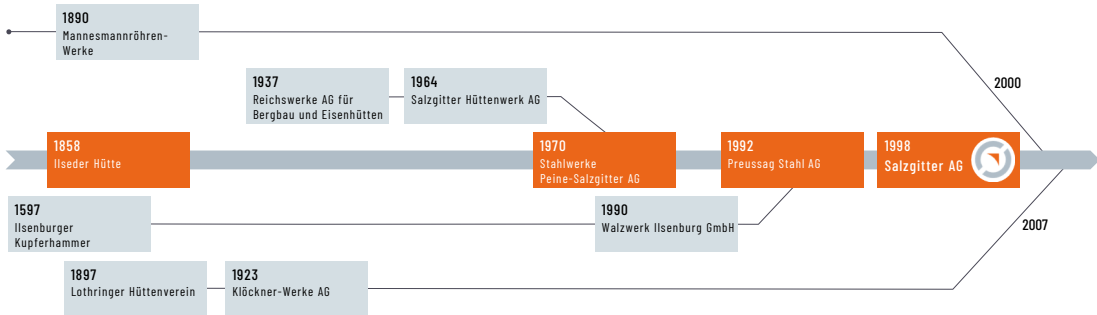 1890
Mannesmannröhren-
Werke
1937
Reichswerke AG für
Bergbau und Eisenhütten
1964
Salzgitter Hüttenwerk AG
2000
1858
Ilseder Hütte
1970
Stahlwerke
Peine-Salzgitter AG
1992
Preussag Stahl AG
1998
Salzgitter AG
1597
Ilsenburger
Kupferhammer
1990
Walzwerk Ilsenburg GmbH
2007
1897
Lothringer Hüttenverein
1923
Klöckner-Werke AG